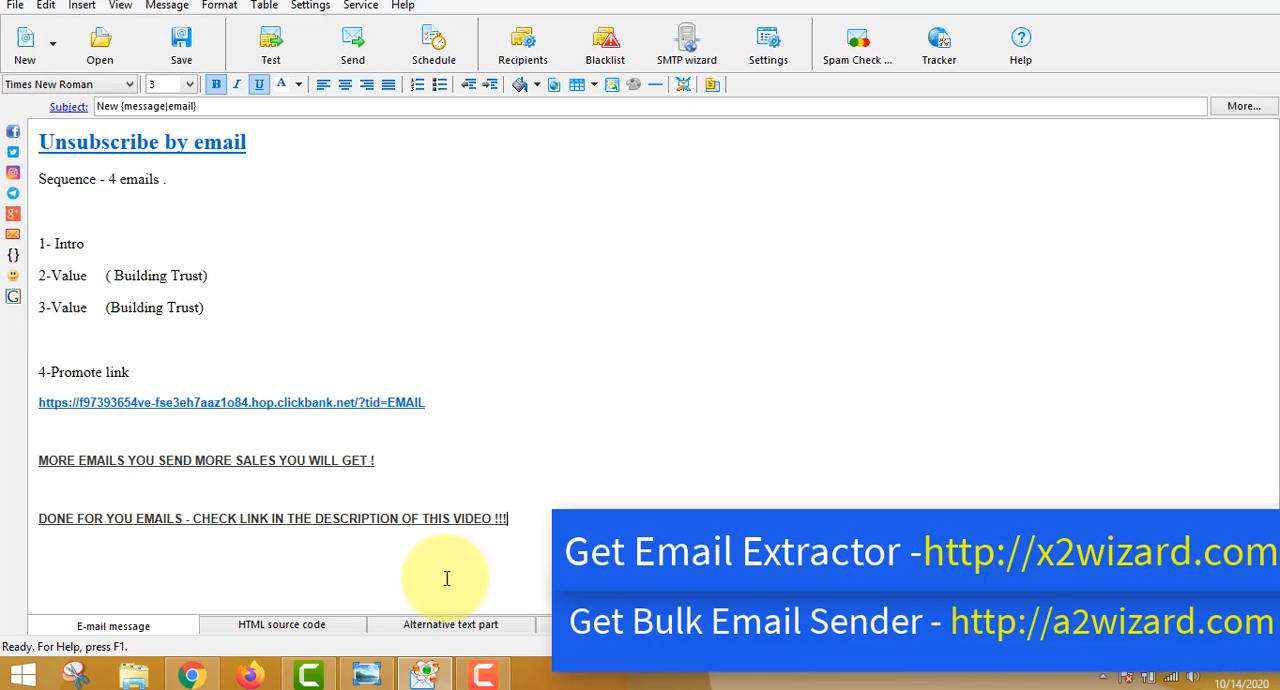 File Edit Insert View Message Format Table Settings Service Help
New Open Save Test Send Schedule Recipients Blacklist SMTP wizard Settings Spam Check ... Tracker Help
Times New Roman 3 B I U A
Subject: New {message|email} More...
Unsubscribe by email
Sequence - 4 emails .
1- Intro
2-Value ( Building Trust)
3-Value (Building Trust)
4-Promote link
https://f97393654ve-fse3eh7aaz1o84.hop.clickbank.net/?tid=EMAIL
MORE EMAILS YOU SEND MORE SALES YOU WILL GET !
DONE FOR YOU EMAILS - CHECK LINK IN THE DESCRIPTION OF THIS VIDEO !!!
Get Email Extractor -http://x2wizard.com
Get Bulk Email Sender - http://a2wizard.com
E-mail message HTML source code Alternative text part
Ready. For Help, press F1.
10/14/2020